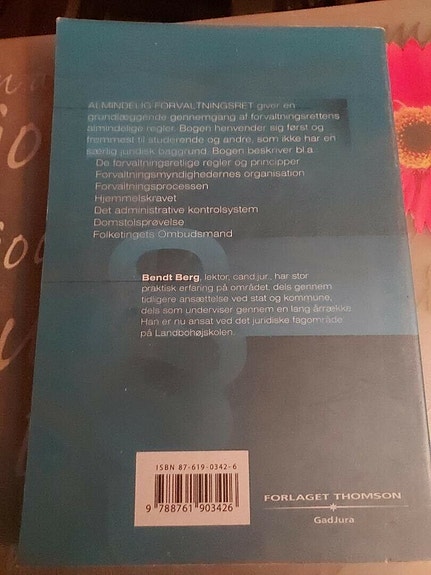 ALMINDELIG FORVALTNINGSRET giver en
grundlæggende gennemgang af forvaltningsrettens
almindelige regler. Bogen henvender sig først og
fremmest til studerende og andre, som ikke har en
særlig juridisk baggrund. Bogen beskriver bl.a.
De forvaltningsretlige regler og principper
Forvaltningsmyndighedernes organisation
Forvaltningsprocessen
Hjemmelskravet
Det administrative kontrolsystem
Domstolsprøvelse
Folketingets Ombudsmand
Bendt Berg, lektor, cand.jur., har stor
praktisk erfaring på området, dels gennem
tidligere ansættelse ved stat og kommune,
dels som underviser gennem en lang årrække.
Han er nu ansat ved det juridiske fagområde
på Landbohøjskolen.
ISBN 87-619-0342-6
9 788761 903426
FORLAGET THOMSON
GadJura